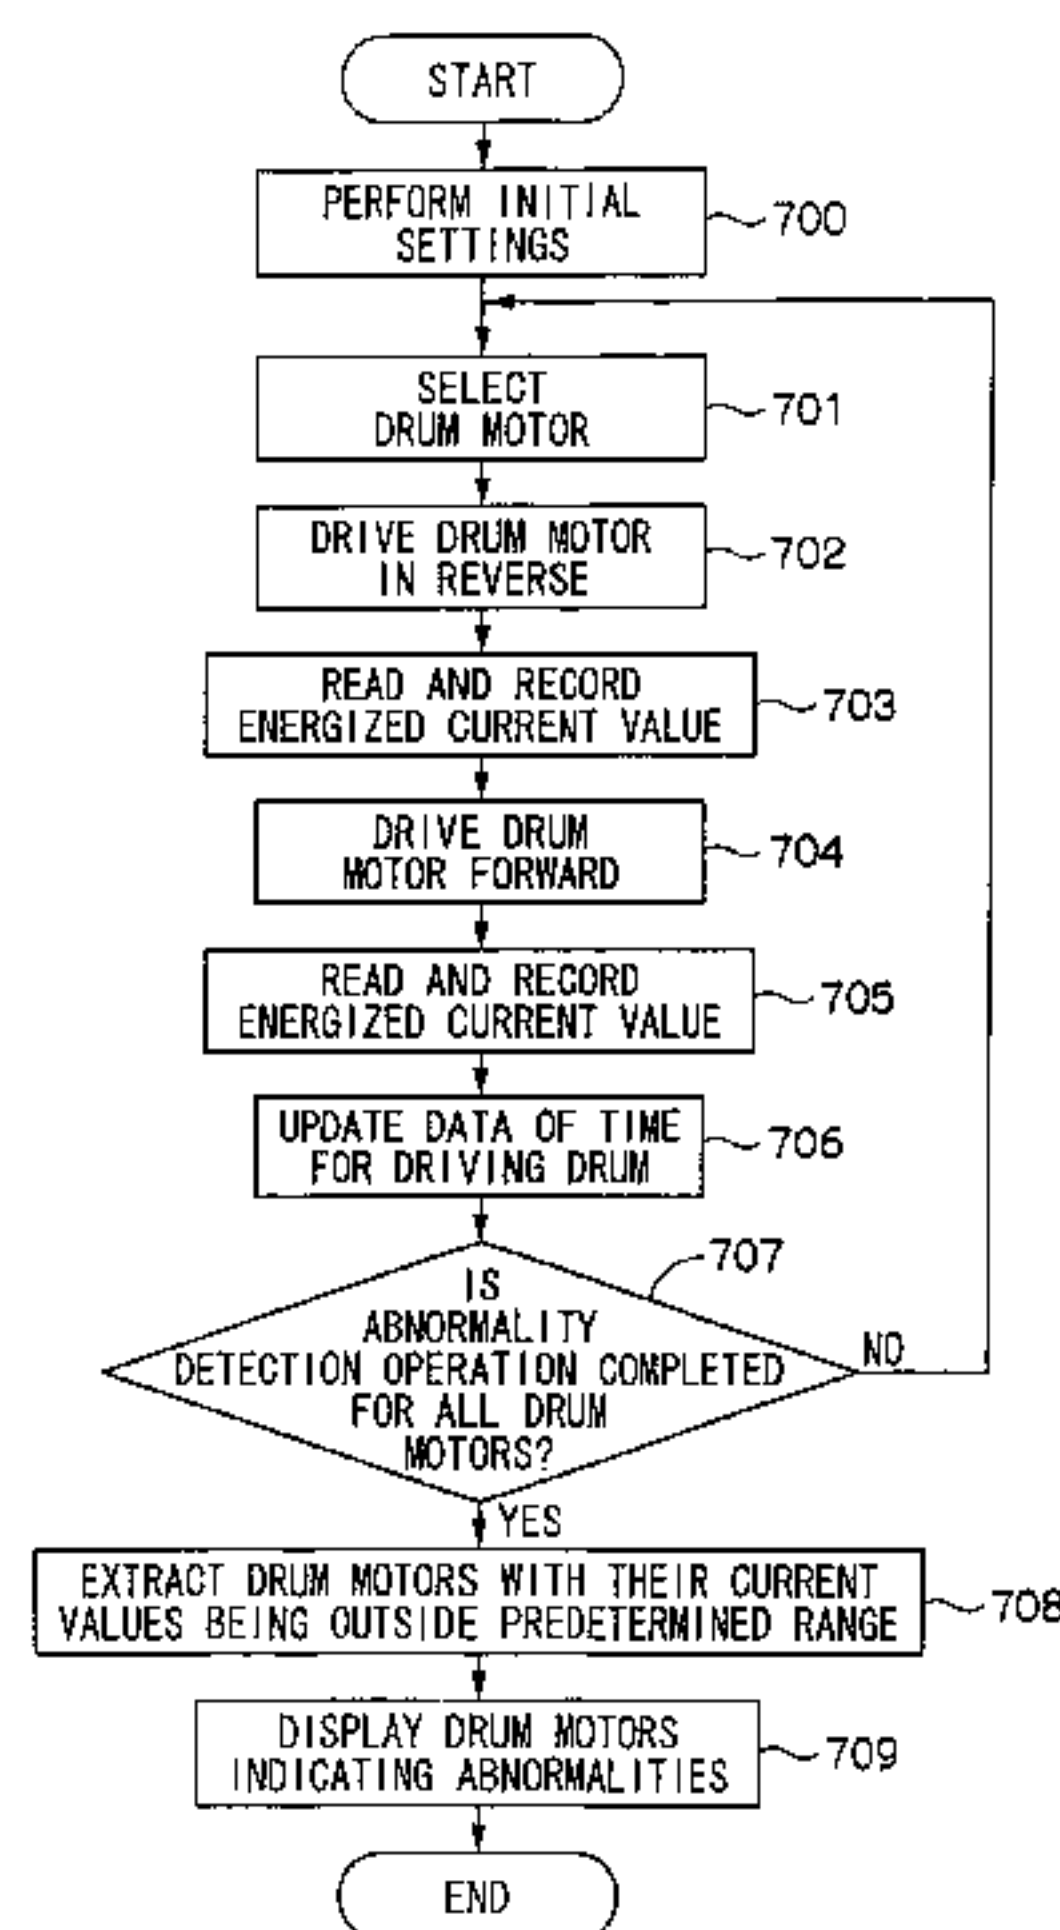 START
PERFORM INITIAL
SETTINGS
700
SELECT
DRUM MOTOR
701
DRIVE DRUM MOTOR
IN REVERSE
702
READ AND RECORD
ENERGIZED CURRENT VALUE
703
DRIVE DRUM
MOTOR FORWARD
704
READ AND RECORD
ENERGIZED CURRENT VALUE
705
UPDATE DATA OF TIME
FOR DRIVING DRUM
706
707
IS
ABNORMALITY
DETECTION OPERATION COMPLETED
FOR ALL DRUM
MOTORS?
NO
YES
EXTRACT DRUM MOTORS WITH THEIR CURRENT
VALUES BEING OUTSIDE PREDETERMINED RANGE
708
DISPLAY DRUM MOTORS
INDICATING ABNORMALITIES
709
END